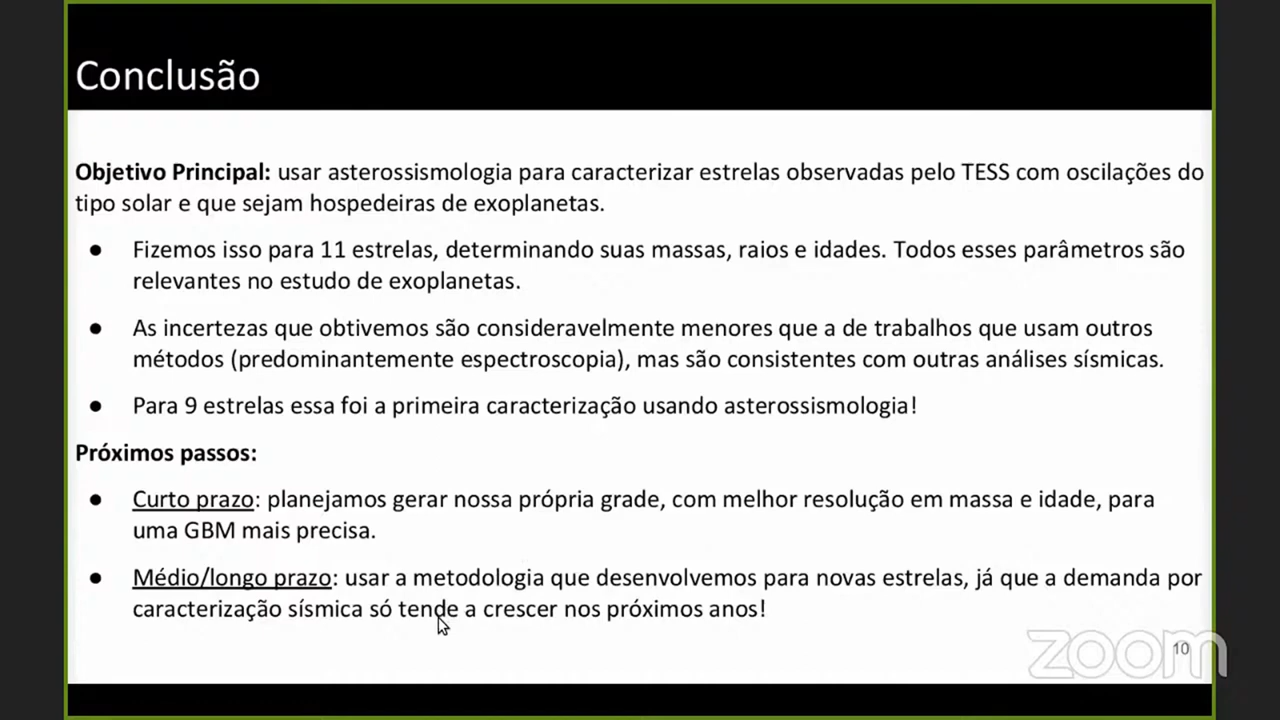 Conclusão
Objetivo Principal: usar asterossismologia para caracterizar estrelas observadas pelo TESS com oscilações do
tipo solar e que sejam hospedeiras de exoplanetas.
● Fizemos isso para 11 estrelas, determinando suas massas, raios e idades. Todos esses parâmetros são
relevantes no estudo de exoplanetas.
● As incertezas que obtivemos são consideravelmente menores que a de trabalhos que usam outros
métodos (predominantemente espectroscopia), mas são consistentes com outras análises sísmicas.
● Para 9 estrelas essa foi a primeira caracterização usando asterossismologia!
Próximos passos:
● Curto prazo: planejamos gerar nossa própria grade, com melhor resolução em massa e idade, para
uma GBM mais precisa.
● Médio/longo prazo: usar a metodologia que desenvolvemos para novas estrelas, já que a demanda por
caracterização sísmica só tende a crescer nos próximos anos!
10
zoom